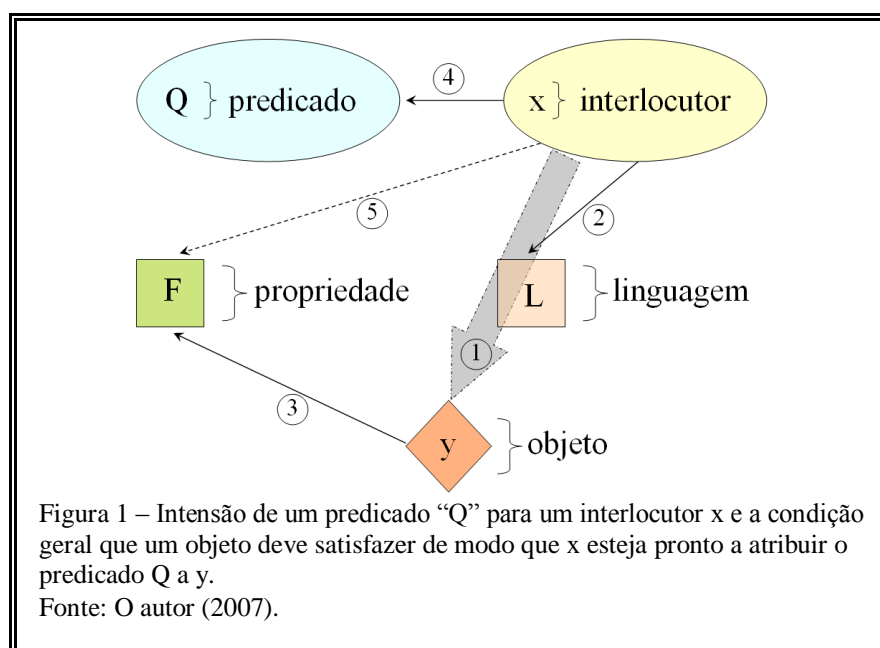 Q } predicado
4
x } interlocutor
5
2
F } propriedade
L } linguagem
1
3
y } objeto
Figura 1 – Intensão de um predicado “Q” para um interlocutor x e a condição
geral que um objeto deve satisfazer de modo que x esteja pronto a atribuir o
predicado Q a y.
Fonte: O autor (2007).